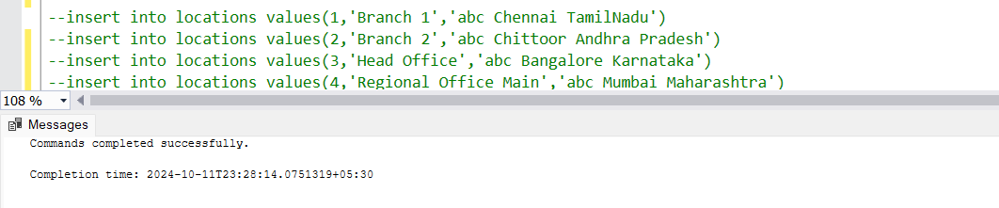 --insert into locations values(1,'Branch 1','abc Chennai TamilNadu')
--insert into locations values(2,'Branch 2','abc Chittoor Andhra Pradesh')
--insert into locations values(3,'Head Office','abc Bangalore Karnataka')
--insert into locations values(4,'Regional Office Main','abc Mumbai Maharashtra')
108 %
Messages
Commands completed successfully.
Completion time: 2024-10-11T23:28:14.0751319+05:30